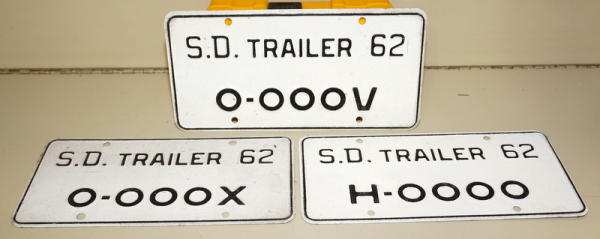 S.D. TRAILER 62
0-000V
S.D. TRAILER 62
0-000X
S.D. TRAILER 62
H-0000